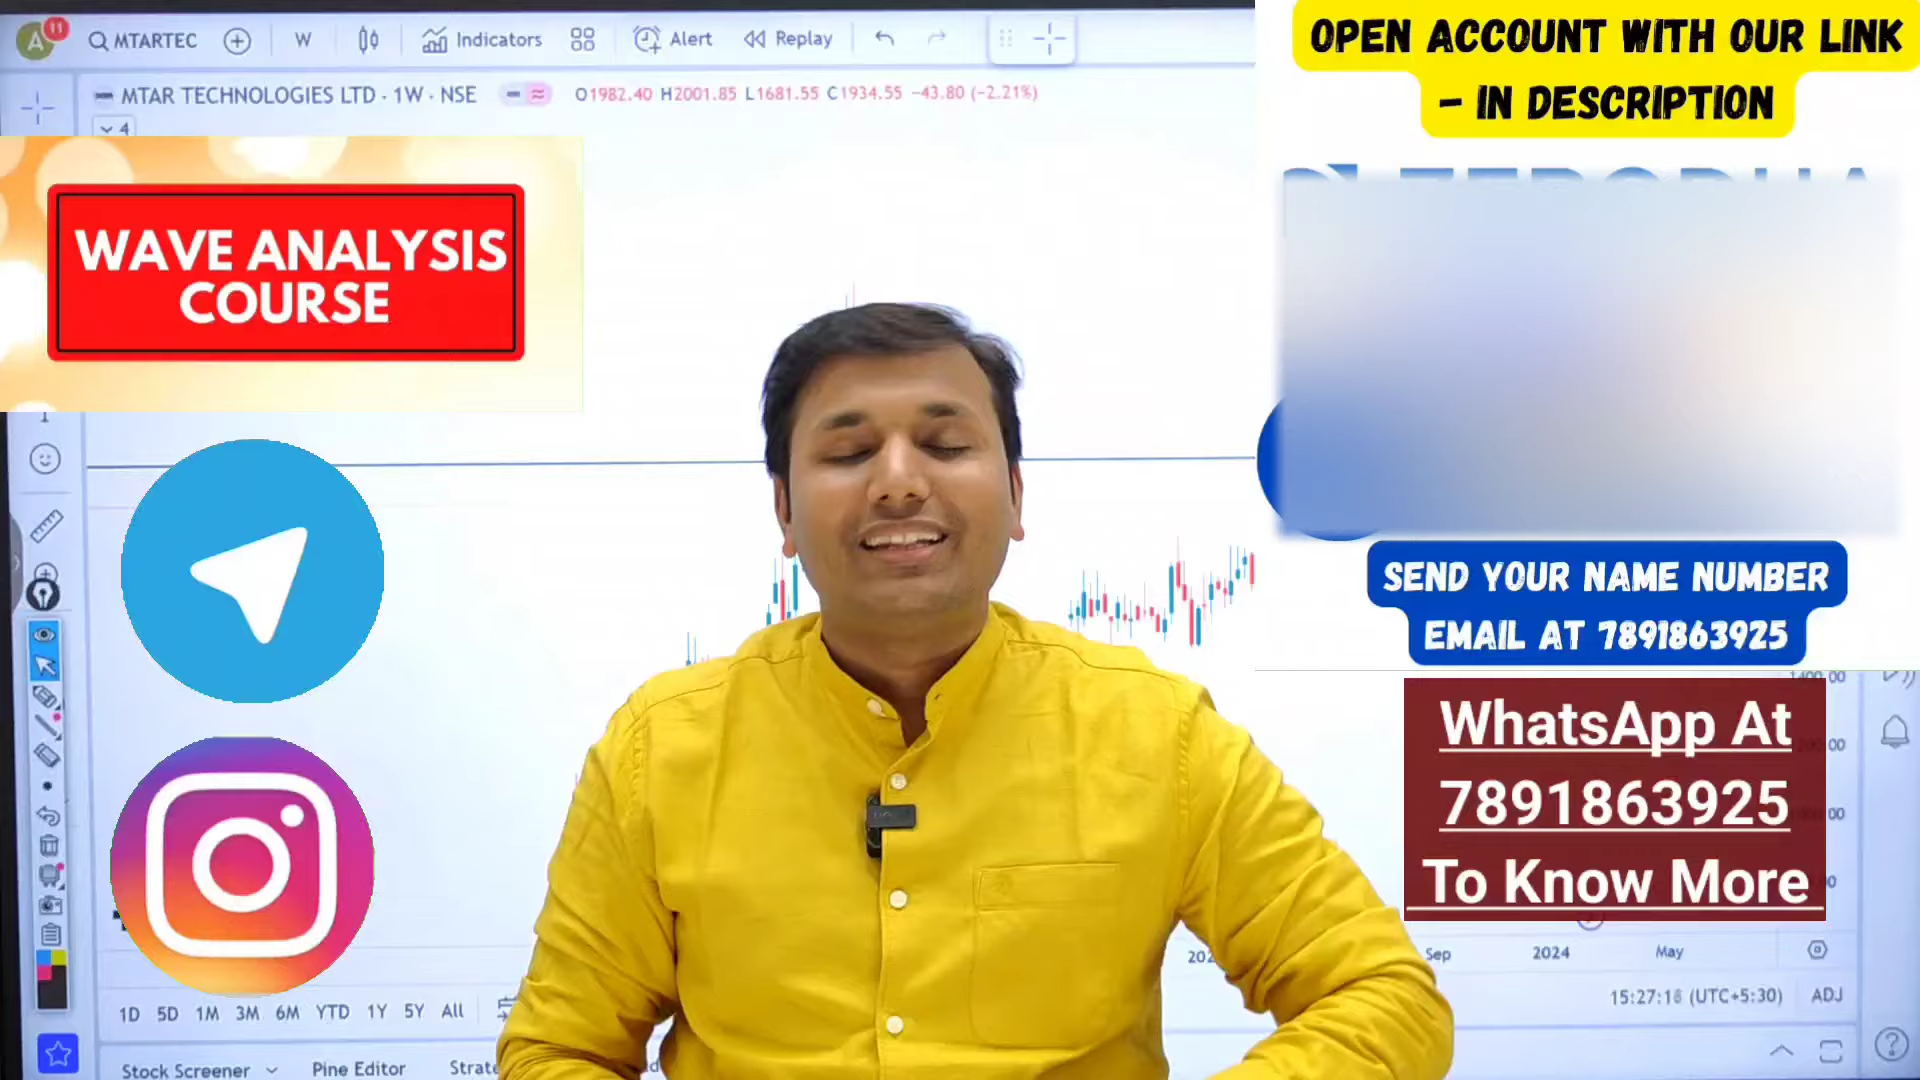 A 11 MTARTEC W Indicators Alert Replay
MTAR TECHNOLOGIES LTD · 1W · NSE O1982.40 H2001.85 L1681.55 C1934.55 −43.80 (−2.21%)
4
OPEN ACCOUNT WITH OUR LINK
- IN DESCRIPTION
WAVE ANALYSIS
COURSE
SEND YOUR NAME NUMBER
EMAIL AT 7891863925
WhatsApp At
7891863925
To Know More
Sep 2024 May
1D 5D 1M 3M 6M YTD 1Y 5Y All
15:27:18 (UTC+5:30) ADJ
Stock Screener Pine Editor